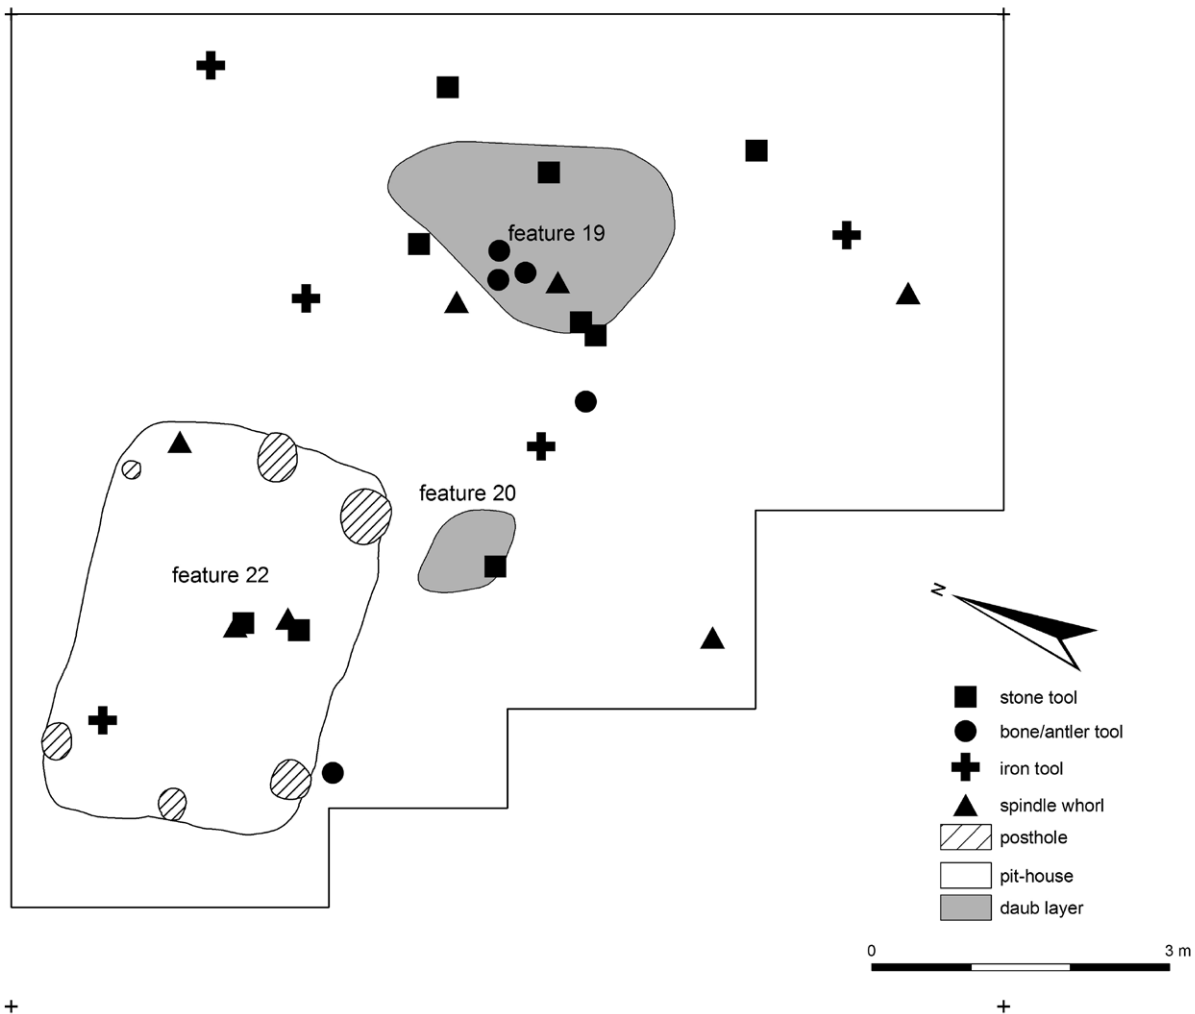 feature 19
feature 20
feature 22
N
stone tool
bone/antler tool
iron tool
spindle whorl
posthole
pit-house
daub layer
0 3 m